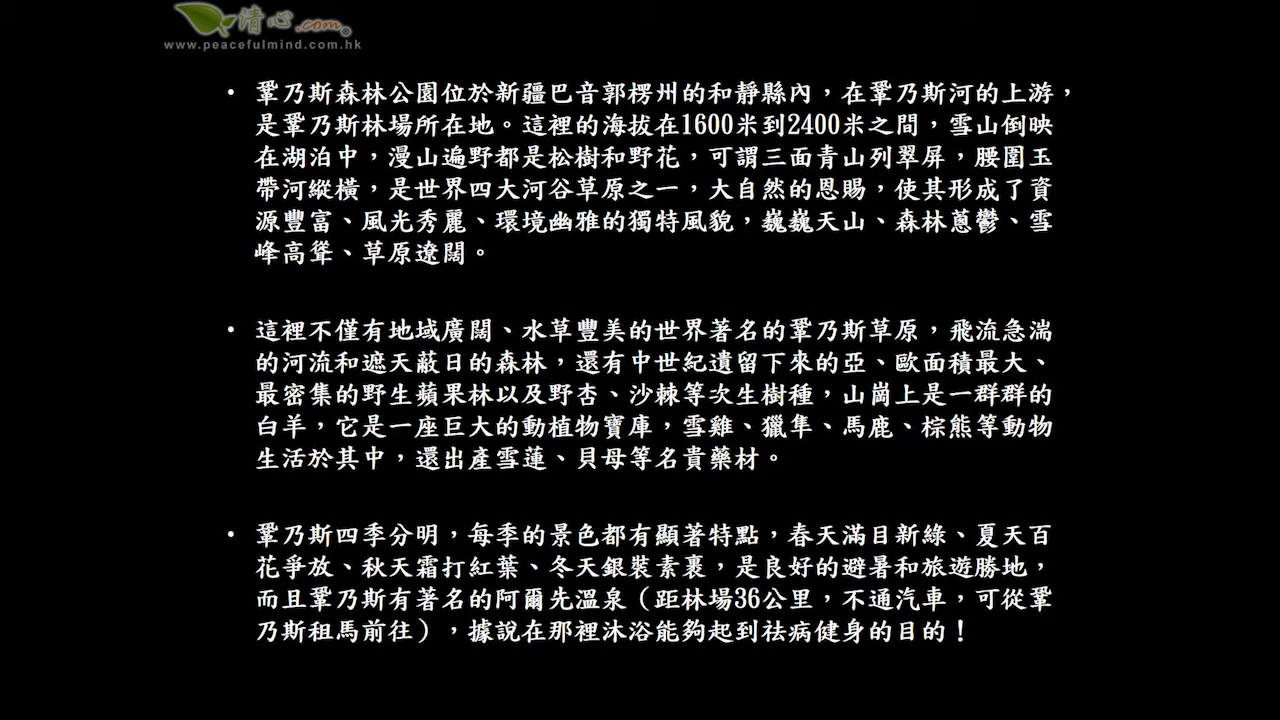 清心.com®
www.peacefulmind.com.hk
• 鞏乃斯森林公園位於新疆巴音郭楞州的和靜縣內，在鞏乃斯河的上游，
是鞏乃斯林場所在地。這裡的海拔在1600米到2400米之間，雪山倒映
在湖泊中，漫山遍野都是松樹和野花，可謂三面青山列翠屏，腰圍玉
帶河縱橫，是世界四大河谷草原之一，大自然的恩賜，使其形成了資
源豐富、風光秀麗、環境幽雅的獨特風貌，巍巍天山、森林蔥鬱、雪
峰高聳、草原遼闊。
• 這裡不僅有地域廣闊、水草豐美的世界著名的鞏乃斯草原，飛流急湍
的河流和遮天蔽日的森林，還有中世紀遺留下來的亞、歐面積最大、
最密集的野生蘋果林以及野杏、沙棘等次生樹種，山崗上是一群群的
白羊，它是一座巨大的動植物寶庫，雪雞、獵隼、馬鹿、棕熊等動物
生活於其中，還出產雪蓮、貝母等名貴藥材。
• 鞏乃斯四季分明，每季的景色都有顯著特點，春天滿目新綠、夏天百
花爭放、秋天霜打紅葉、冬天銀裝素裹，是良好的避暑和旅遊勝地，
而且鞏乃斯有著名的阿爾先溫泉（距林場36公里，不通汽車，可從鞏
乃斯租馬前往），據說在那裡沐浴能夠起到祛病健身的目的！